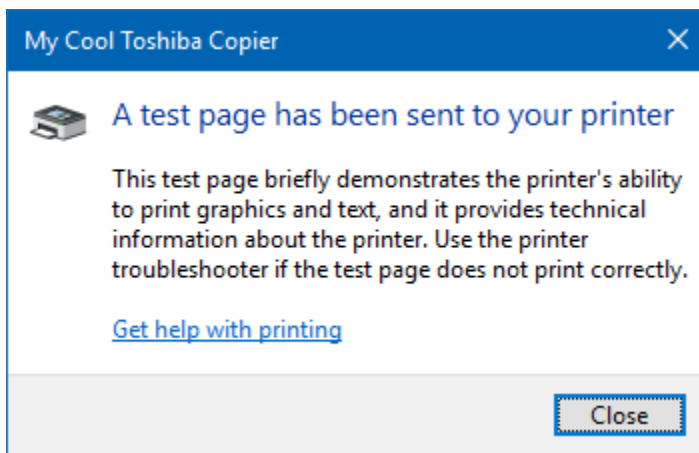 My Cool Toshiba Copier
A test page has been sent to your printer
This test page briefly demonstrates the printer's ability
to print graphics and text, and it provides technical
information about the printer. Use the printer
troubleshooter if the test page does not print correctly.
Get help with printing
Close